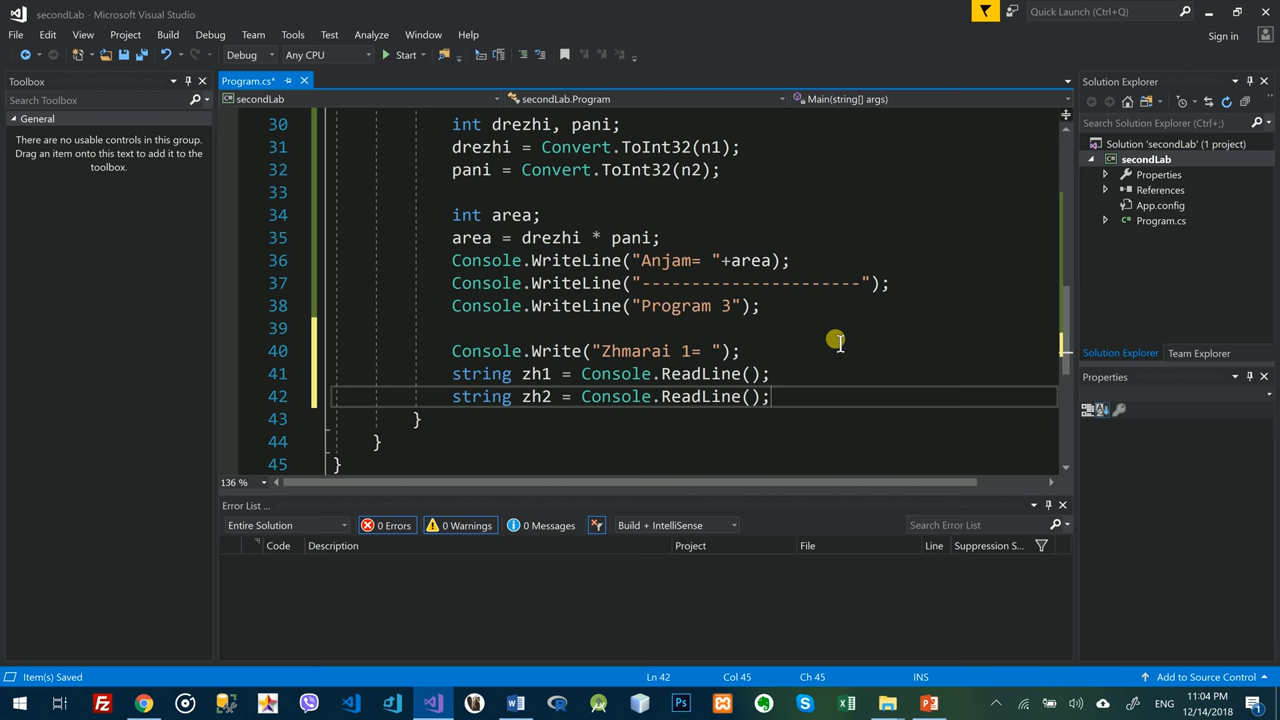 secondLab - Microsoft Visual Studio
Quick Launch (Ctrl+Q)
File Edit View Project Build Debug Team Tools Test Analyze Window Help
Sign in
Debug Any CPU Start
Toolbox
Search Toolbox
General
There are no usable controls in this group.
Drag an item onto this text to add it to the
toolbox.
Program.cs*
secondLab secondLab.Program Main(string[] args)
30 int drezhi, pani;
31 drezhi = Convert.ToInt32(n1);
32 pani = Convert.ToInt32(n2);
33
34 int area;
35 area = drezhi * pani;
36 Console.WriteLine("Anjam= "+area);
37 Console.WriteLine("----------------------");
38 Console.WriteLine("Program 3");
39
40 Console.Write("Zhmarai 1= ");
41 string zh1 = Console.ReadLine();
42 string zh2 = Console.ReadLine();
43 }
44 }
45 }
136 %
Solution Explorer
Search Solution Explorer (Ctrl+;)
Solution 'secondLab' (1 project)
secondLab
Properties
References
App.config
Program.cs
Solution Explorer Team Explorer
Properties
Error List ...
Entire Solution 0 Errors 0 Warnings 0 Messages Build + IntelliSense Search Error List
Code Description Project File Line Suppression S...
Item(s) Saved Ln 42 Col 45 Ch 45 INS Add to Source Control
ENG 11:04 PM
12/14/2018